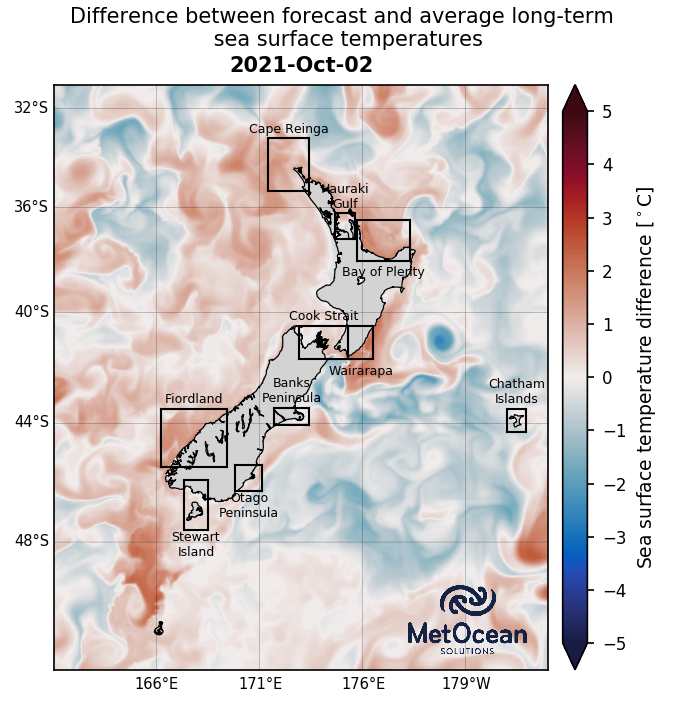 Difference between forecast and average long-term
sea surface temperatures
2021-Oct-02
32°S
36°S
40°S
44°S
48°S
Cape Reinga
Hauraki
Gulf
Bay of Plenty
Cook Strait
Wairarapa
Banks
Peninsula
Fiordland
Chatham
Islands
Otago
Peninsula
Stewart
Island
MetOcean
SOLUTIONS
166°E
171°E
176°E
179°W
5
4
3
2
1
0
−1
−2
−3
−4
−5
Sea surface temperature difference [°C]